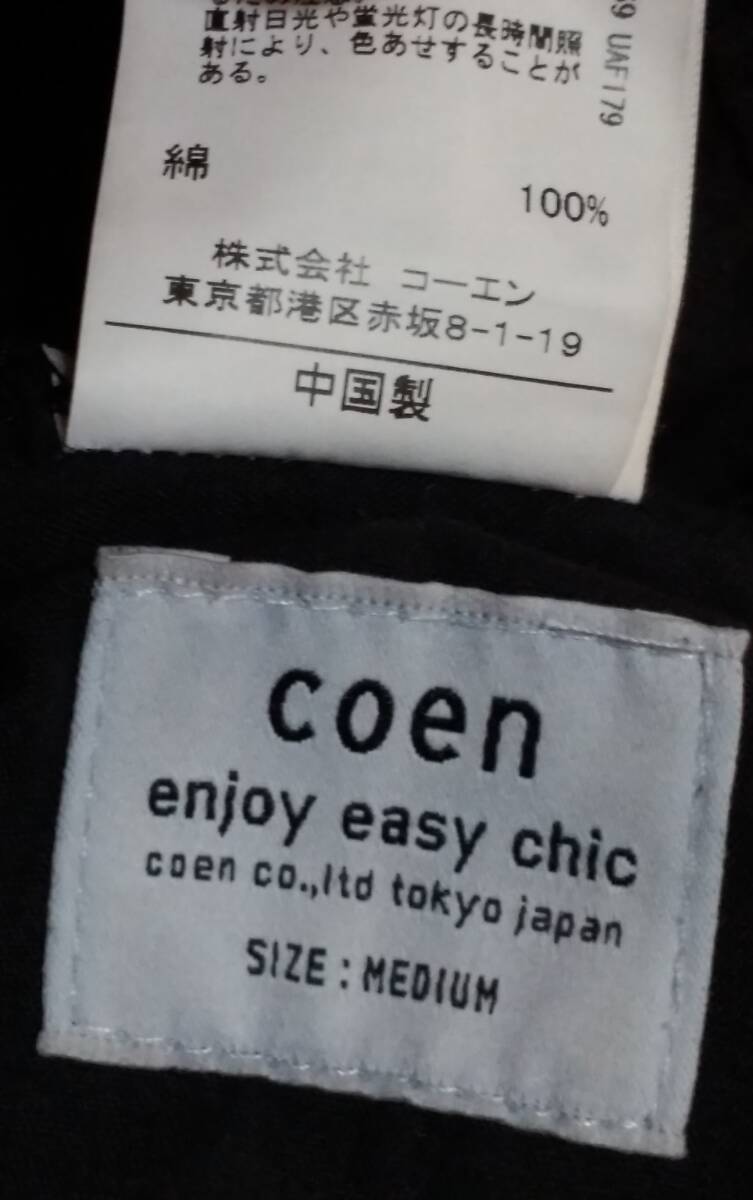 直射日光や蛍光灯の長時間照
射により、色あせすることが
ある。
綿
100%
株式会社 コーエン
東京都港区赤坂8-1-19
中国製
UAF179
coen
enjoy easy chic
coen co.,ltd tokyo japan
SIZE : MEDIUM